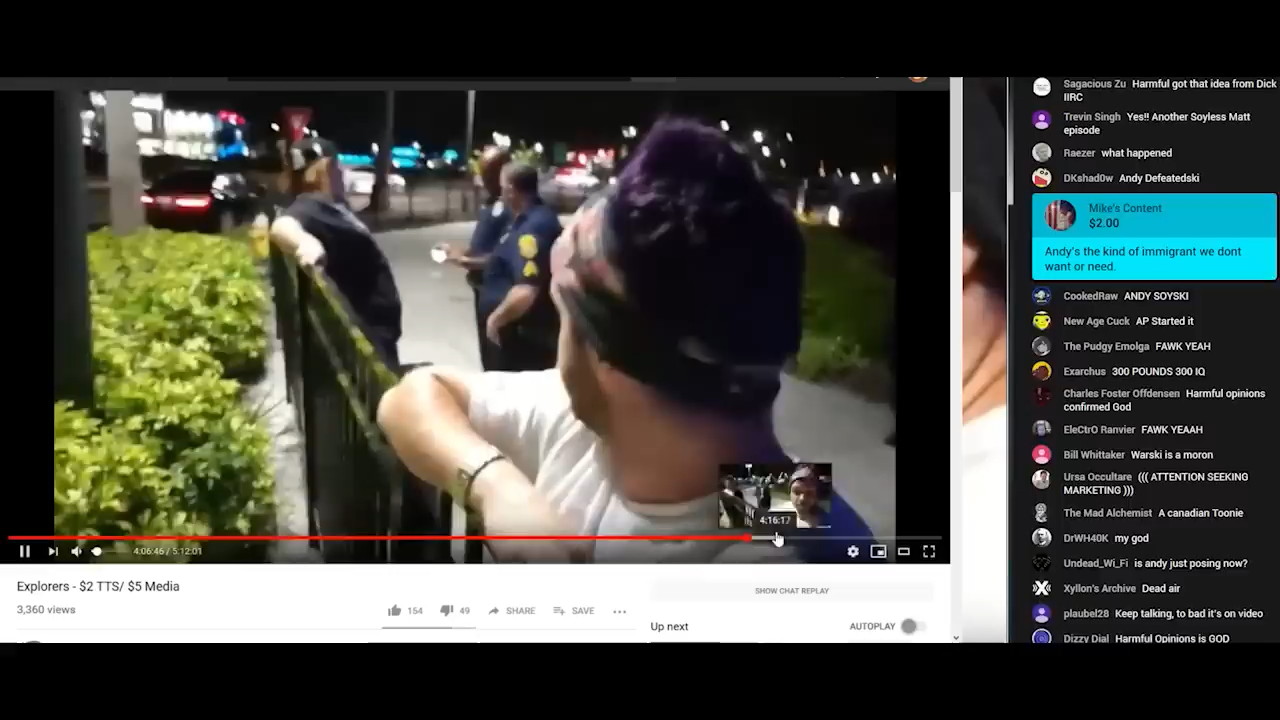 4:16:17
4:06:46 / 5:12:01
Explorers - $2 TTS/ $5 Media
3,360 views
154
49
SHARE
SAVE
SHOW CHAT REPLAY
Up next
AUTOPLAY
Sagacious Zu Harmful got that idea from Dick
IIRC
Trevin Singh Yes!! Another Soyless Matt
episode
Raezer what happened
DKshad0w Andy Defeatedski
Mike's Content
$2.00
Andy's the kind of immigrant we dont
want or need.
CookedRaw ANDY SOYSKI
New Age Cuck AP Started it
The Pudgy Emolga FAWK YEAH
Exarchus 300 POUNDS 300 IQ
Charles Foster Offdensen Harmful opinions
confirmed God
EleCtrO Ranvier FAWK YEAAH
Bill Whittaker Warski is a moron
Ursa Occultare ((( ATTENTION SEEKING
MARKETING )))
The Mad Alchemist A canadian Toonie
DrWH40K my god
Undead_Wi_Fi is andy just posing now?
Xyllon's Archive Dead air
plaubel28 Keep talking, to bad it's on video
Dizzy Dial Harmful Opinions is GOD